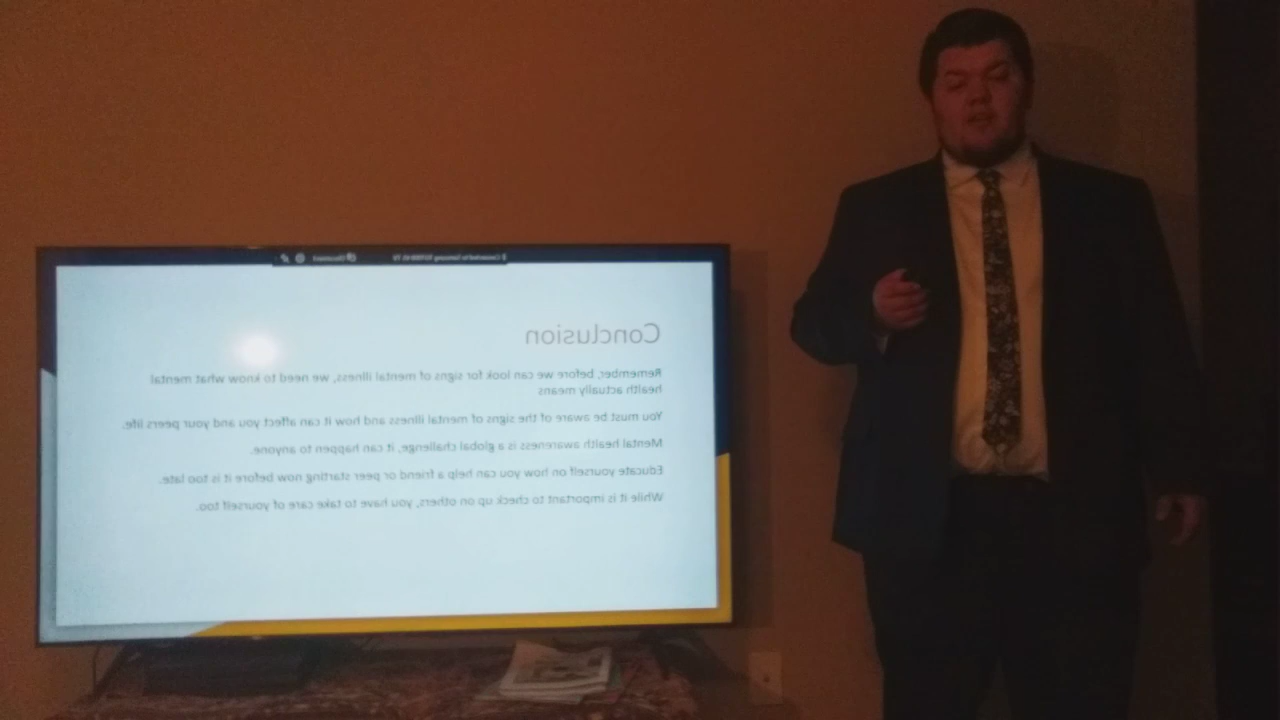 Connected to Samsung
Disconnect
Conclusion
Remember, before we can look for signs of mental illness, we need to know what mental
health actually means
You must be aware of the signs of mental illness and how it can affect you and your peers life.
Mental health awareness is a global challenge, it can happen to anyone.
Educate yourself on how you can help a friend or peer starting now before it is too late.
While it is important to check up on others, you have to take care of yourself too.